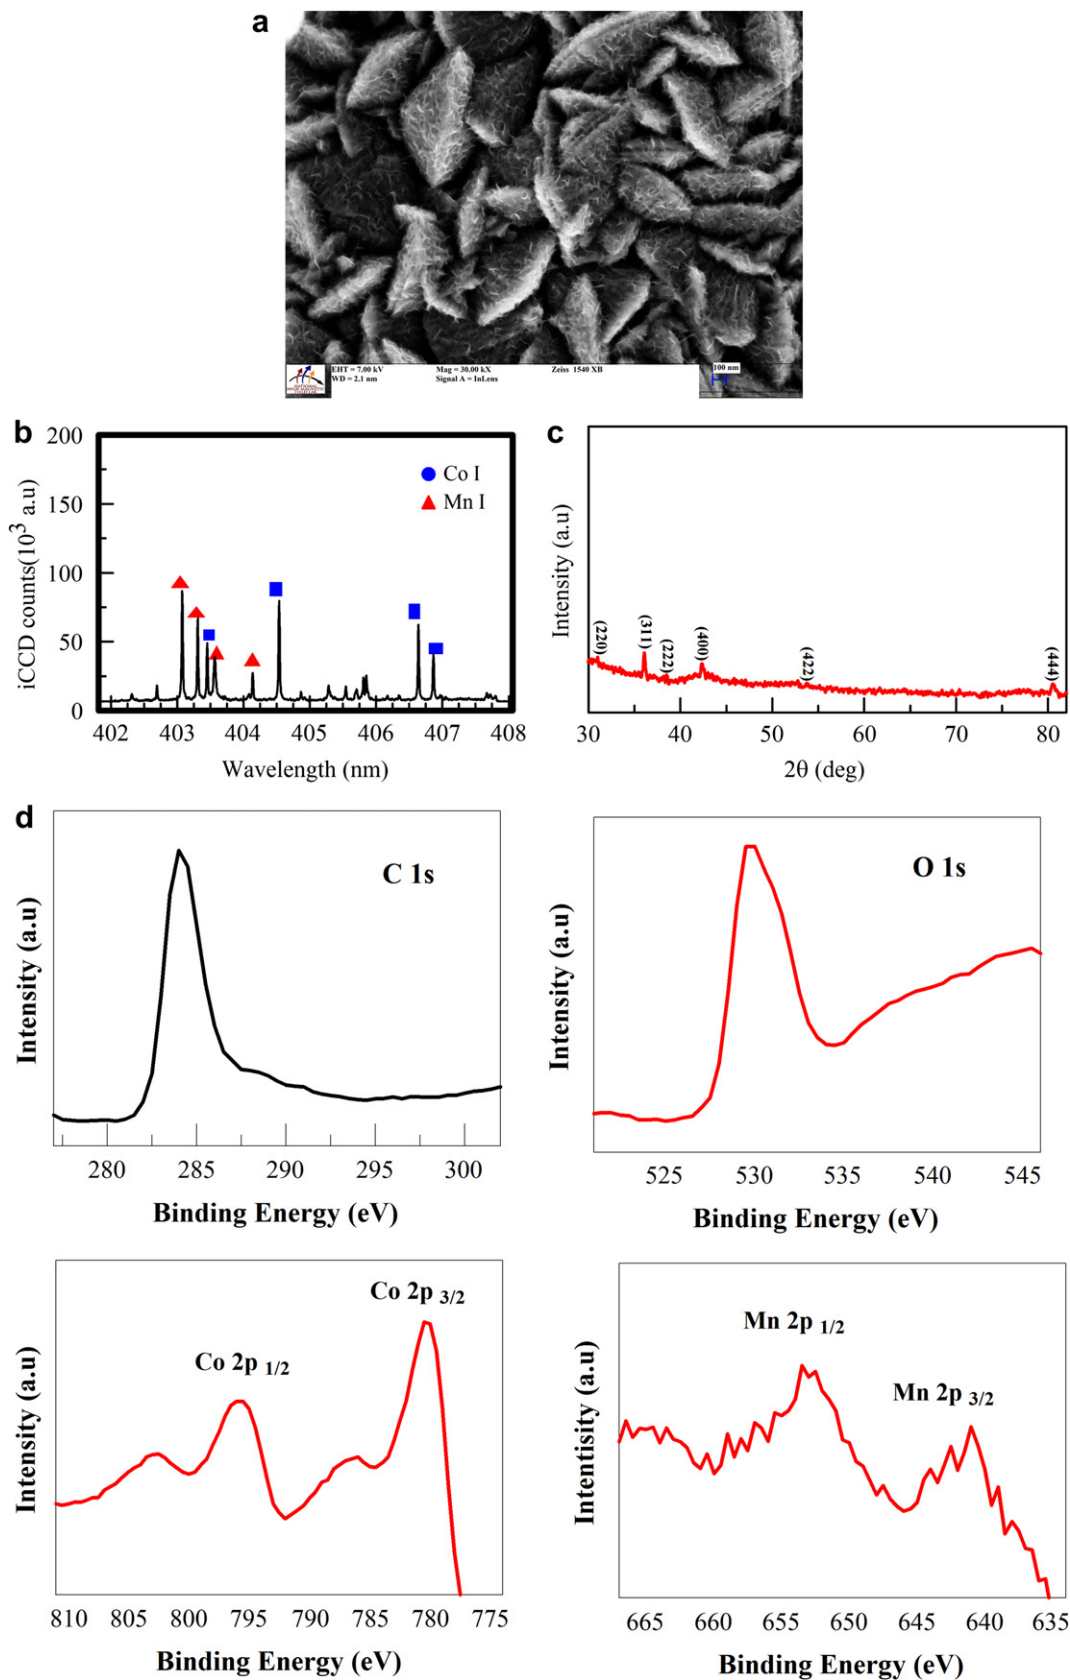 a
EHT = 7.00 kV Mag = 30.00 kX Zeiss 1540 XB 100 nm
WD = 2.1 nm Signal A = InLens
b
200
150
100
50
0
iCCD counts(10³ a.u)
Co I
Mn I
402 403 404 405 406 407 408
Wavelength (nm)
c
Intensity (a.u)
(220) (311) (222) (400) (422) (444)
30 40 50 60 70 80
2θ (deg)
d
C 1s
Intensity (a.u)
280 285 290 295 300
Binding Energy (eV)
O 1s
Intensity (a.u)
525 530 535 540 545
Binding Energy (eV)
Co 2p 3/2
Co 2p 1/2
Intensity (a.u)
810 805 800 795 790 785 780 775
Binding Energy (eV)
Mn 2p 1/2
Mn 2p 3/2
Intentisity (a.u)
665 660 655 650 645 640 635
Binding Energy (eV)